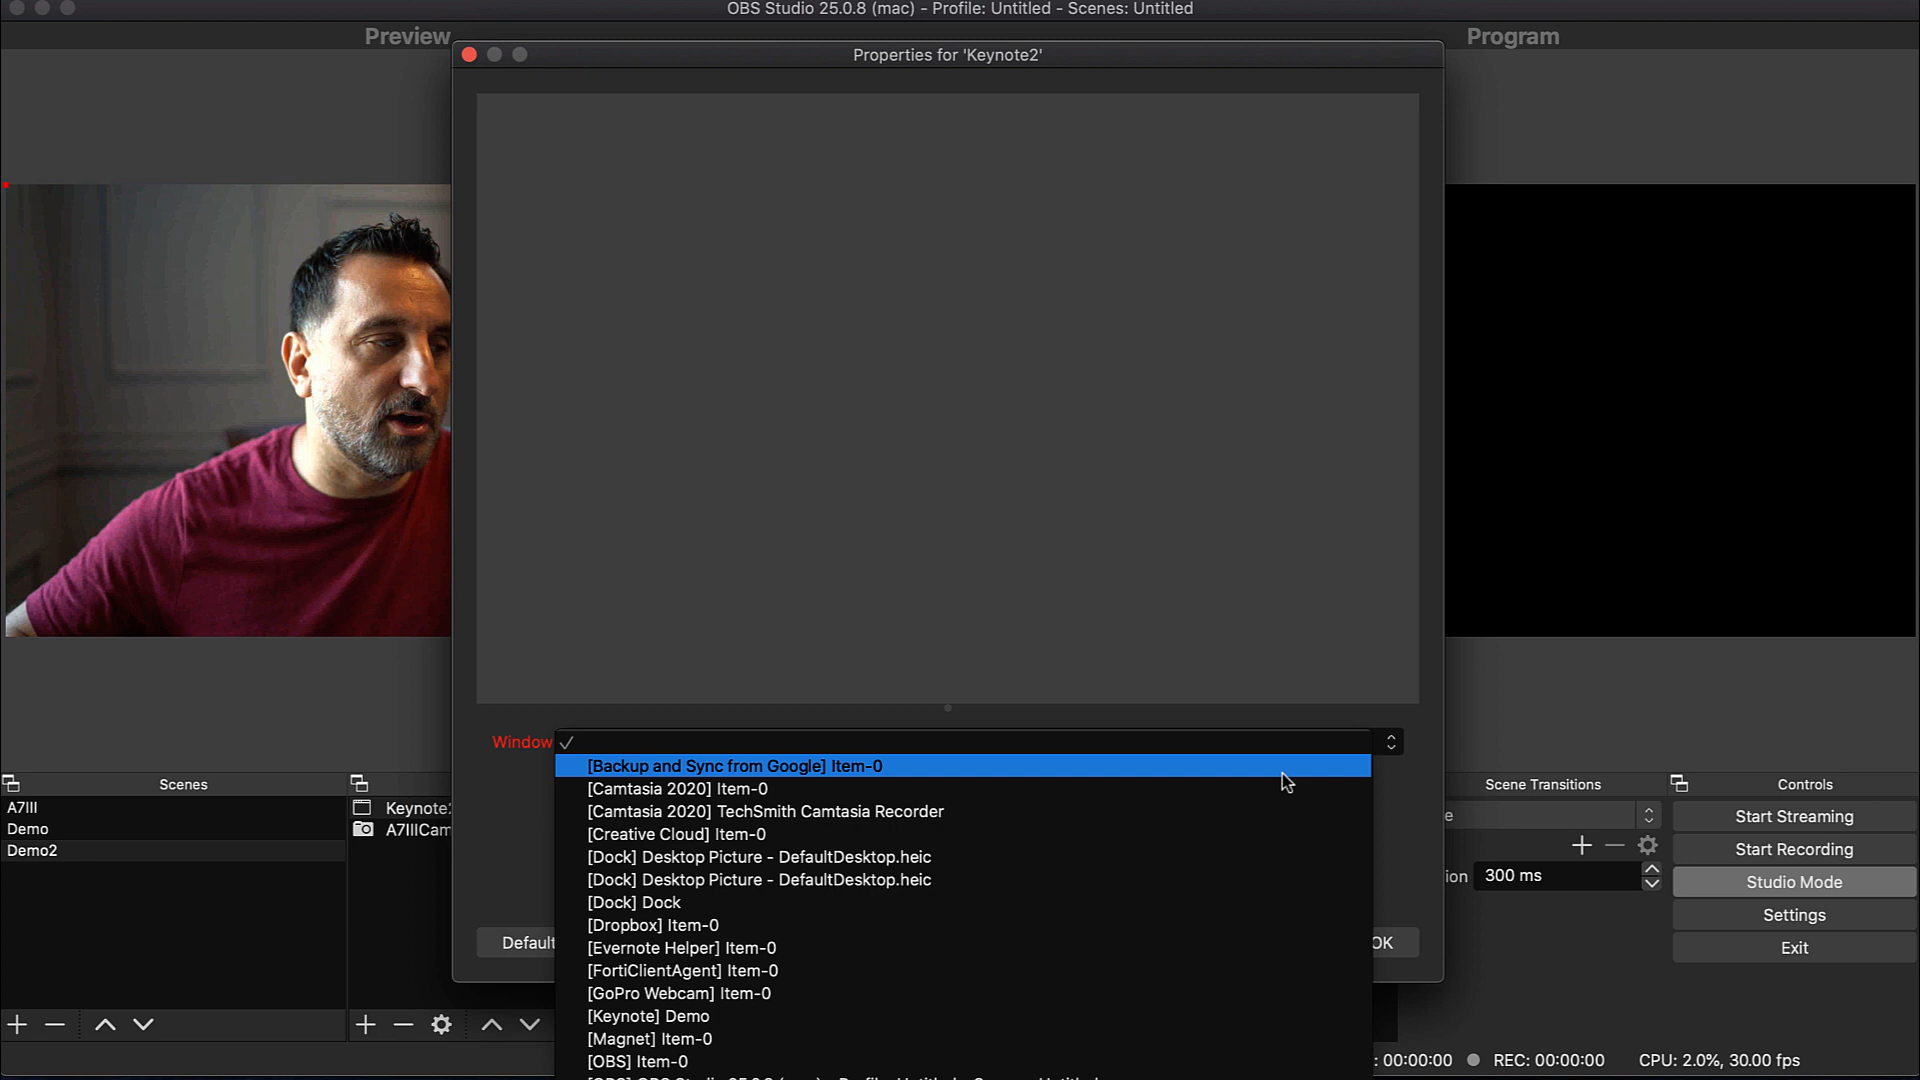 OBS Studio 25.0.8 (mac) - Profile: Untitled - Scenes: Untitled
Preview
Program
Properties for 'Keynote2'
Window
[Backup and Sync from Google] Item-0
[Camtasia 2020] Item-0
[Camtasia 2020] TechSmith Camtasia Recorder
[Creative Cloud] Item-0
[Dock] Desktop Picture - DefaultDesktop.heic
[Dock] Desktop Picture - DefaultDesktop.heic
[Dock] Dock
[Dropbox] Item-0
[Evernote Helper] Item-0
[FortiClientAgent] Item-0
[GoPro Webcam] Item-0
[Keynote] Demo
[Magnet] Item-0
[OBS] Item-0
Default
OK
Scenes
A7III
Demo
Demo2
Keynote2
A7IIICam
Scene Transitions
e
ion 300 ms
Controls
Start Streaming
Start Recording
Studio Mode
Settings
Exit
: 00:00:00 REC: 00:00:00 CPU: 2.0%, 30.00 fps